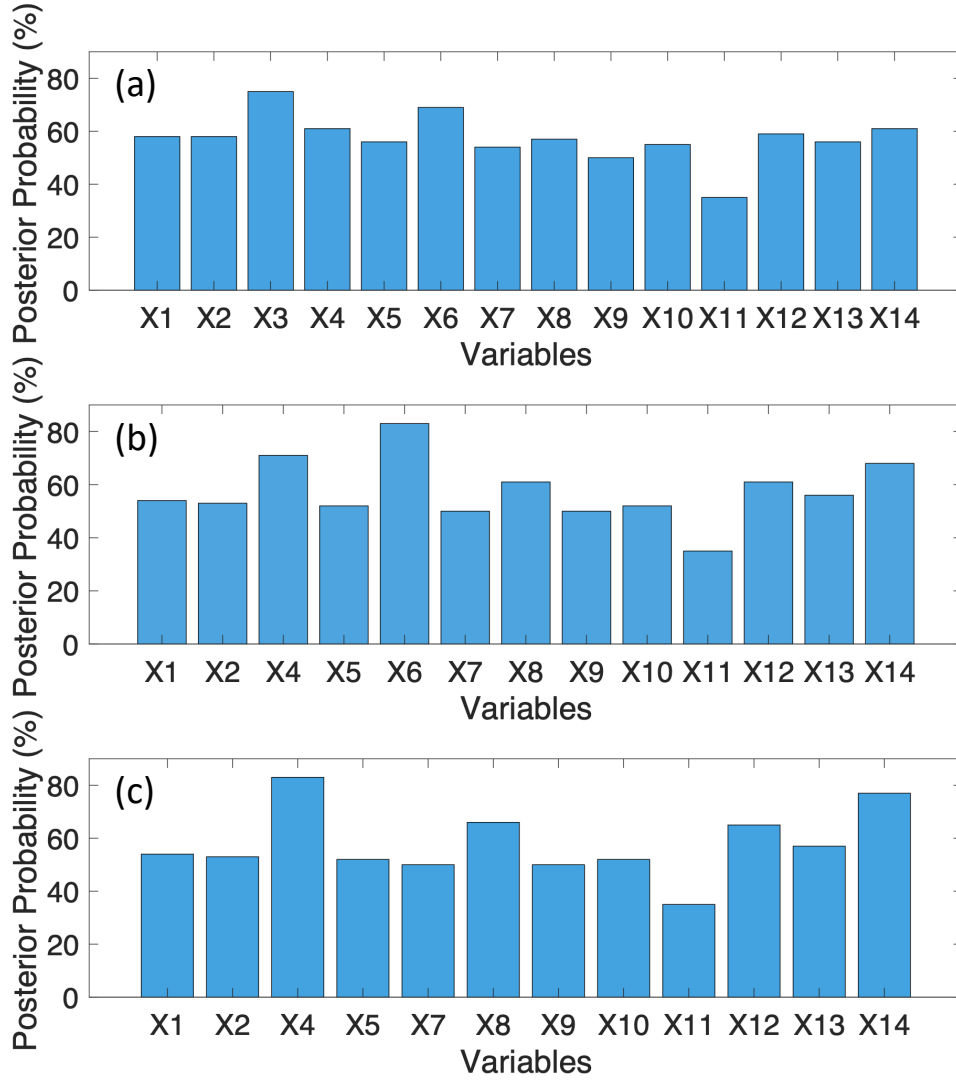 Posterior Probability (%)
(a)
80
60
40
20
0
X1 X2 X3 X4 X5 X6 X7 X8 X9 X10 X11 X12 X13 X14
Variables
Posterior Probability (%)
(b)
80
60
40
20
0
X1 X2 X4 X5 X6 X7 X8 X9 X10 X11 X12 X13 X14
Variables
Posterior Probability (%)
(c)
80
60
40
20
0
X1 X2 X4 X5 X7 X8 X9 X10 X11 X12 X13 X14
Variables